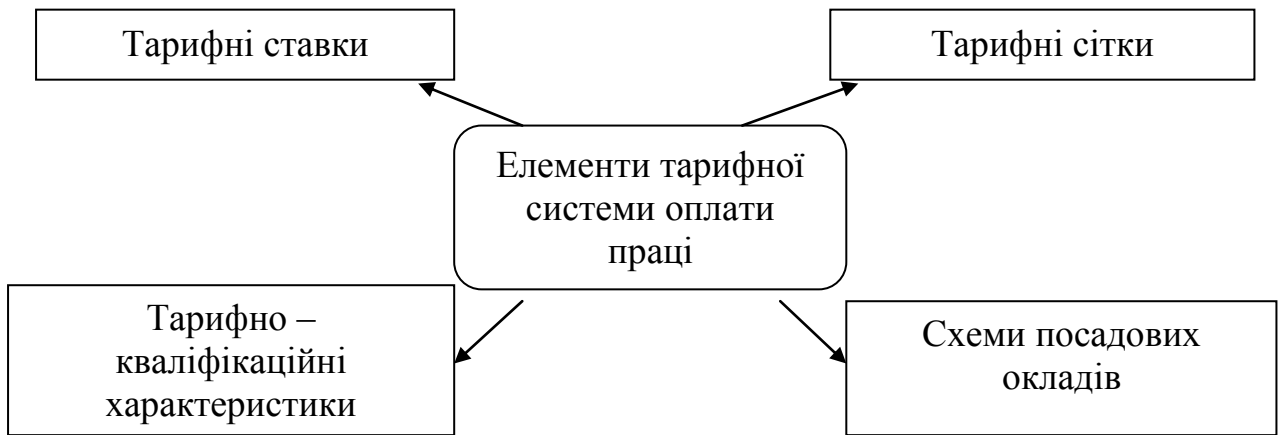 Тарифні ставки
Тарифні сітки
Елементи тарифної
системи оплати
праці
Тарифно –
кваліфікаційні
характеристики
Схеми посадових
окладів